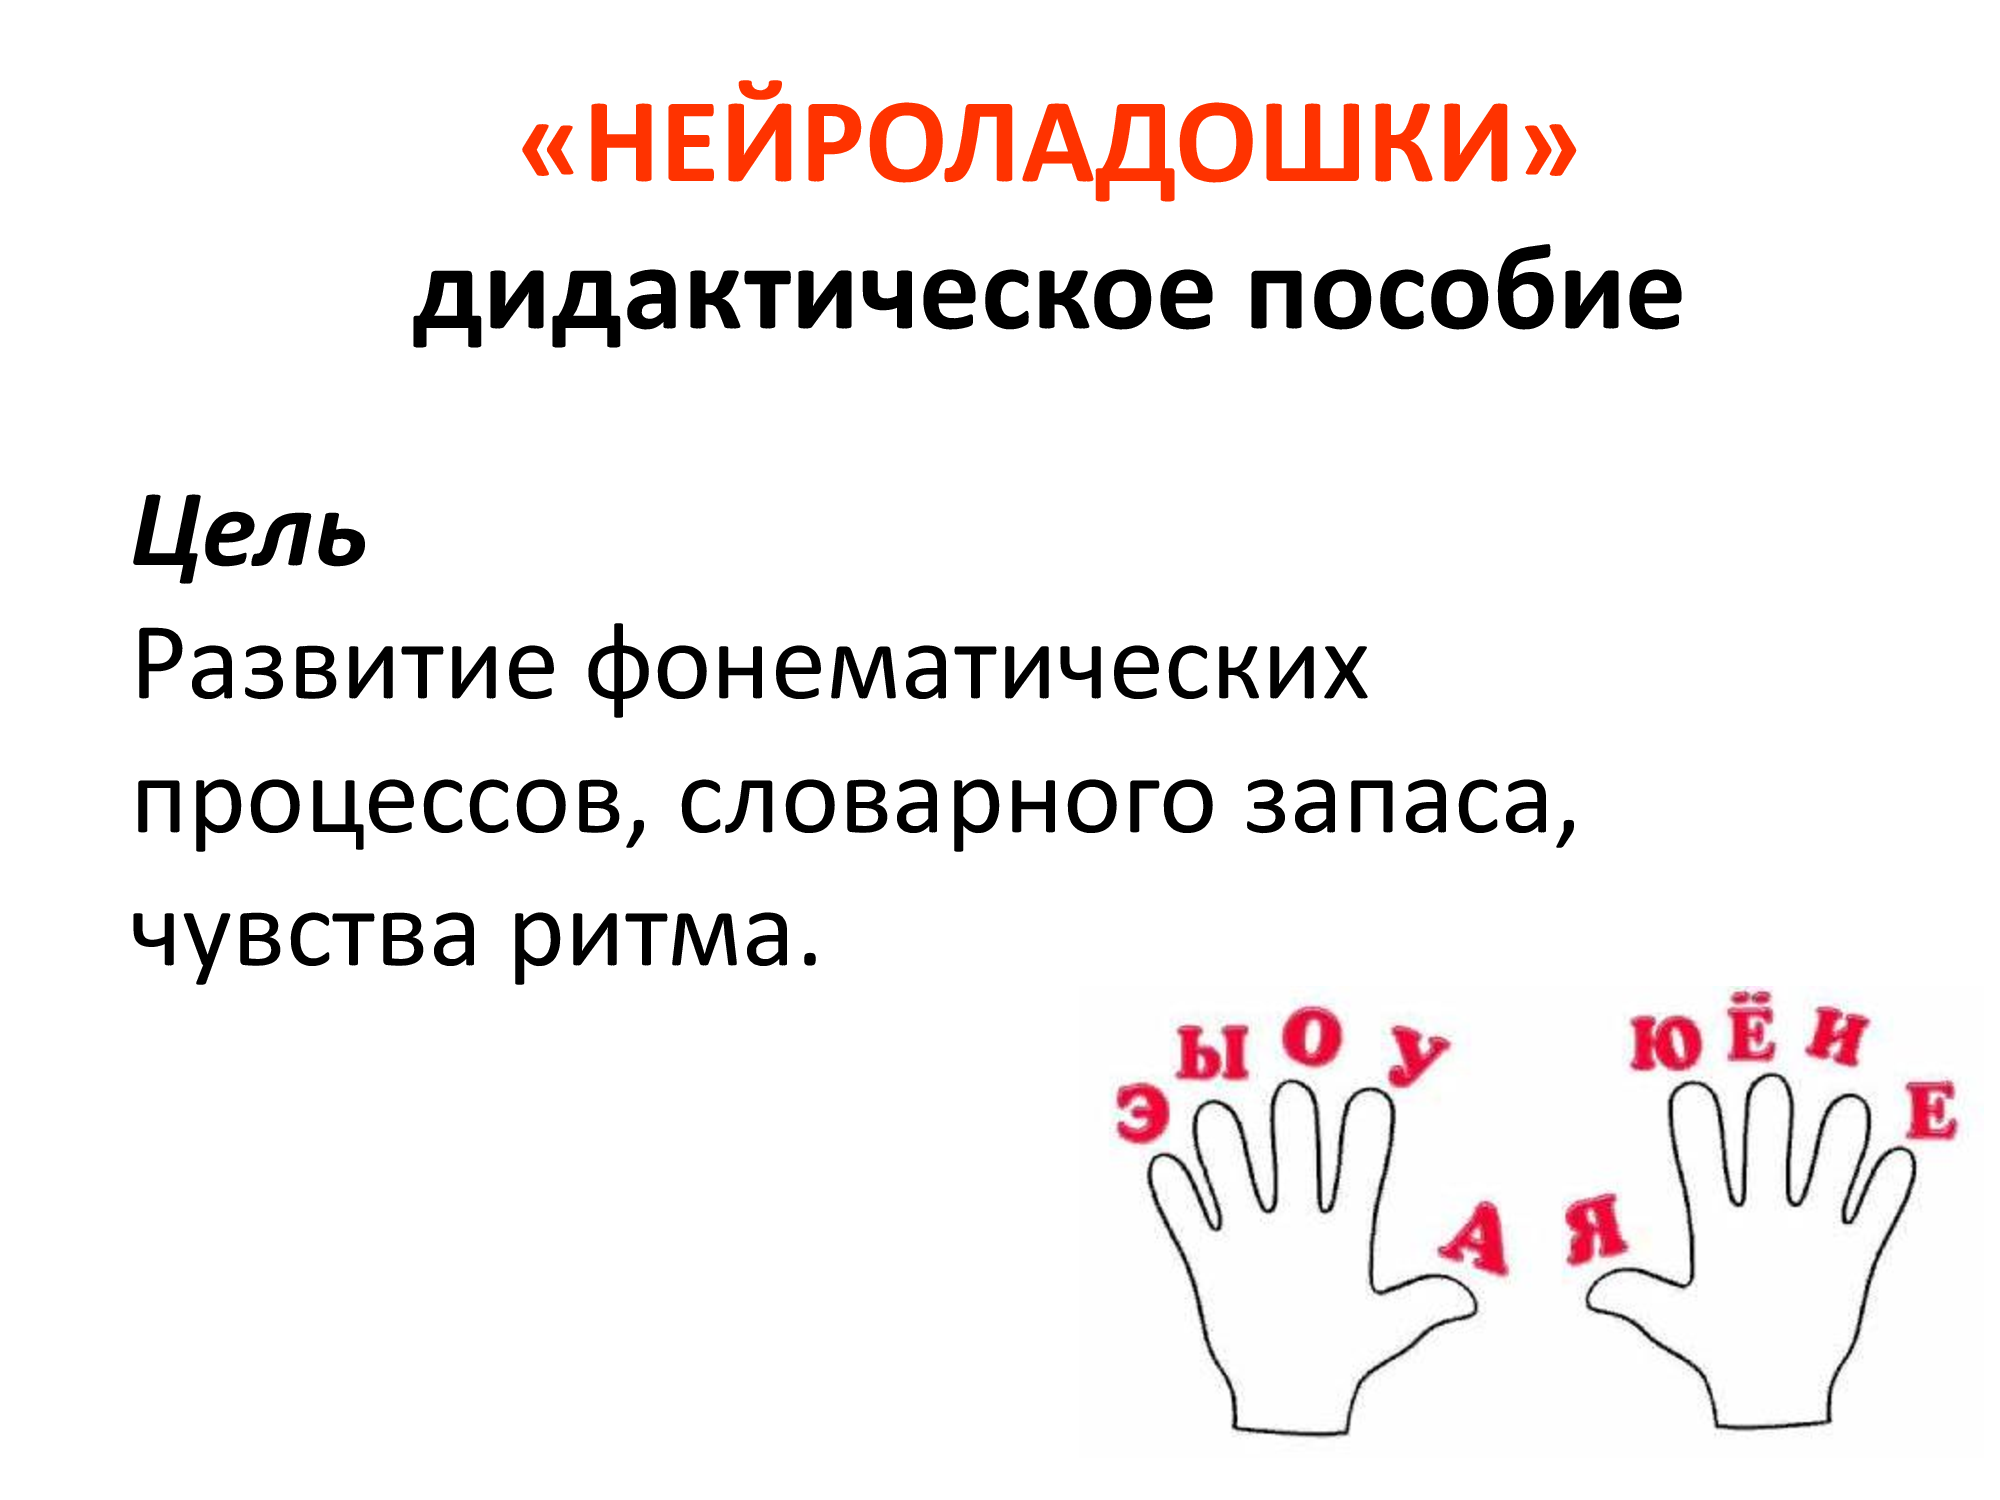 «НЕЙРОЛАДОШКИ»
дидактическое пособие
Цель
Развитие фонематических
процессов, словарного запаса,
чувства ритма.
Э Ы О У А
Я Ю Ё И Е